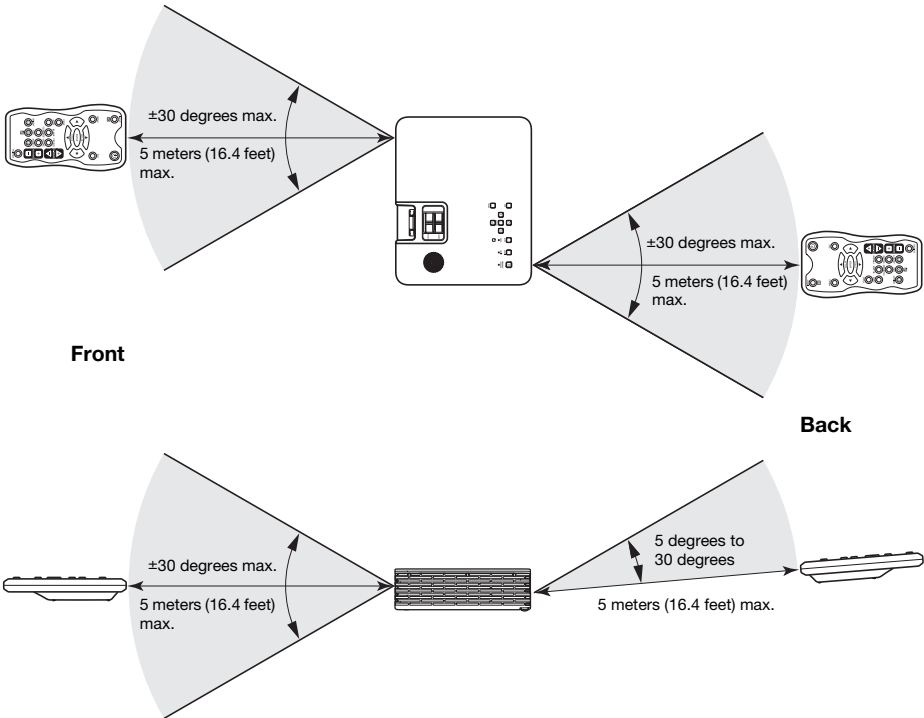 ±30 degrees max.
5 meters (16.4 feet)
max.
±30 degrees max.
5 meters (16.4 feet)
max.
Front
Back
±30 degrees max.
5 meters (16.4 feet)
max.
5 degrees to
30 degrees
5 meters (16.4 feet) max.